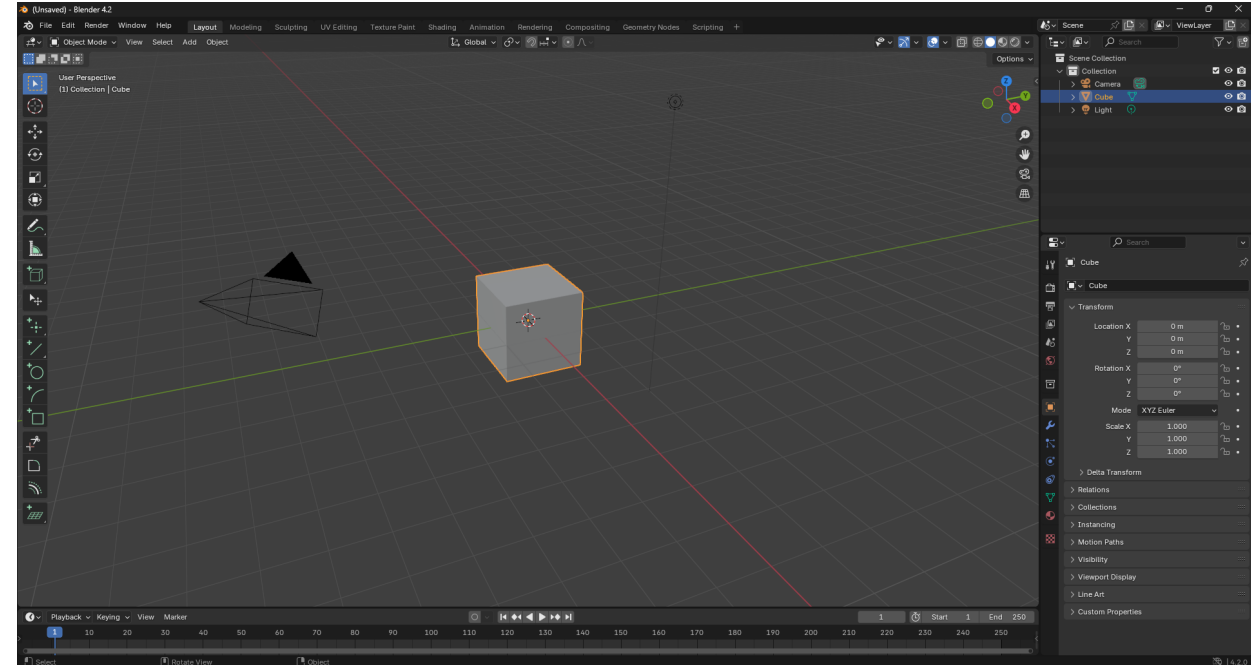 (Unsaved) - Blender 4.2
File Edit Render Window Help Layout Modeling Sculpting UV Editing Texture Paint Shading Animation Rendering Compositing Geometry Nodes Scripting + Scene ViewLayer
Object Mode View Select Add Object Global Search
Options
User Perspective
(1) Collection | Cube
Z
Y
X
Scene Collection
Collection
Camera
Cube
Light
Search
Cube
Cube
Transform
Location X 0 m
Y 0 m
Z 0 m
Rotation X 0°
Y 0°
Z 0°
Mode XYZ Euler
Scale X 1.000
Y 1.000
Z 1.000
Delta Transform
Relations
Collections
Instancing
Motion Paths
Visibility
Viewport Display
Line Art
Custom Properties
Playback Keying View Marker 1 Start 1 End 250
1 10 20 30 40 50 60 70 80 90 100 110 120 130 140 150 160 170 180 190 200 210 220 230 240 250
Select Rotate View Object 4.2.0